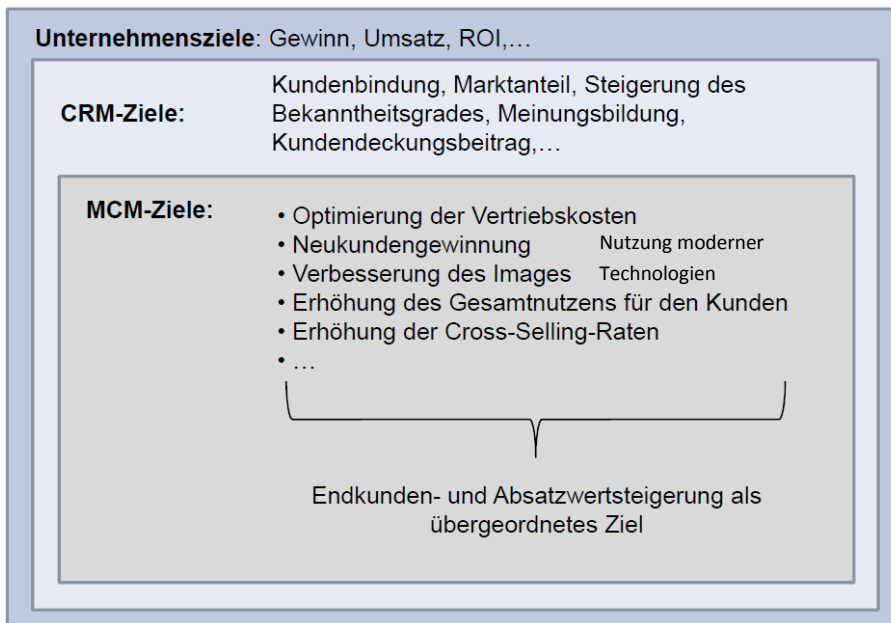 Unternehmensziele: Gewinn, Umsatz, ROI,…
Kundenbindung, Marktanteil, Steigerung des
CRM-Ziele: Bekanntheitsgrades, Meinungsbildung,
Kundendeckungsbeitrag,…
MCM-Ziele: • Optimierung der Vertriebskosten
• Neukundengewinnung Nutzung moderner
• Verbesserung des Images Technologien
• Erhöhung des Gesamtnutzens für den Kunden
• Erhöhung der Cross-Selling-Raten
• …
Endkunden- und Absatzwertsteigerung als
übergeordnetes Ziel